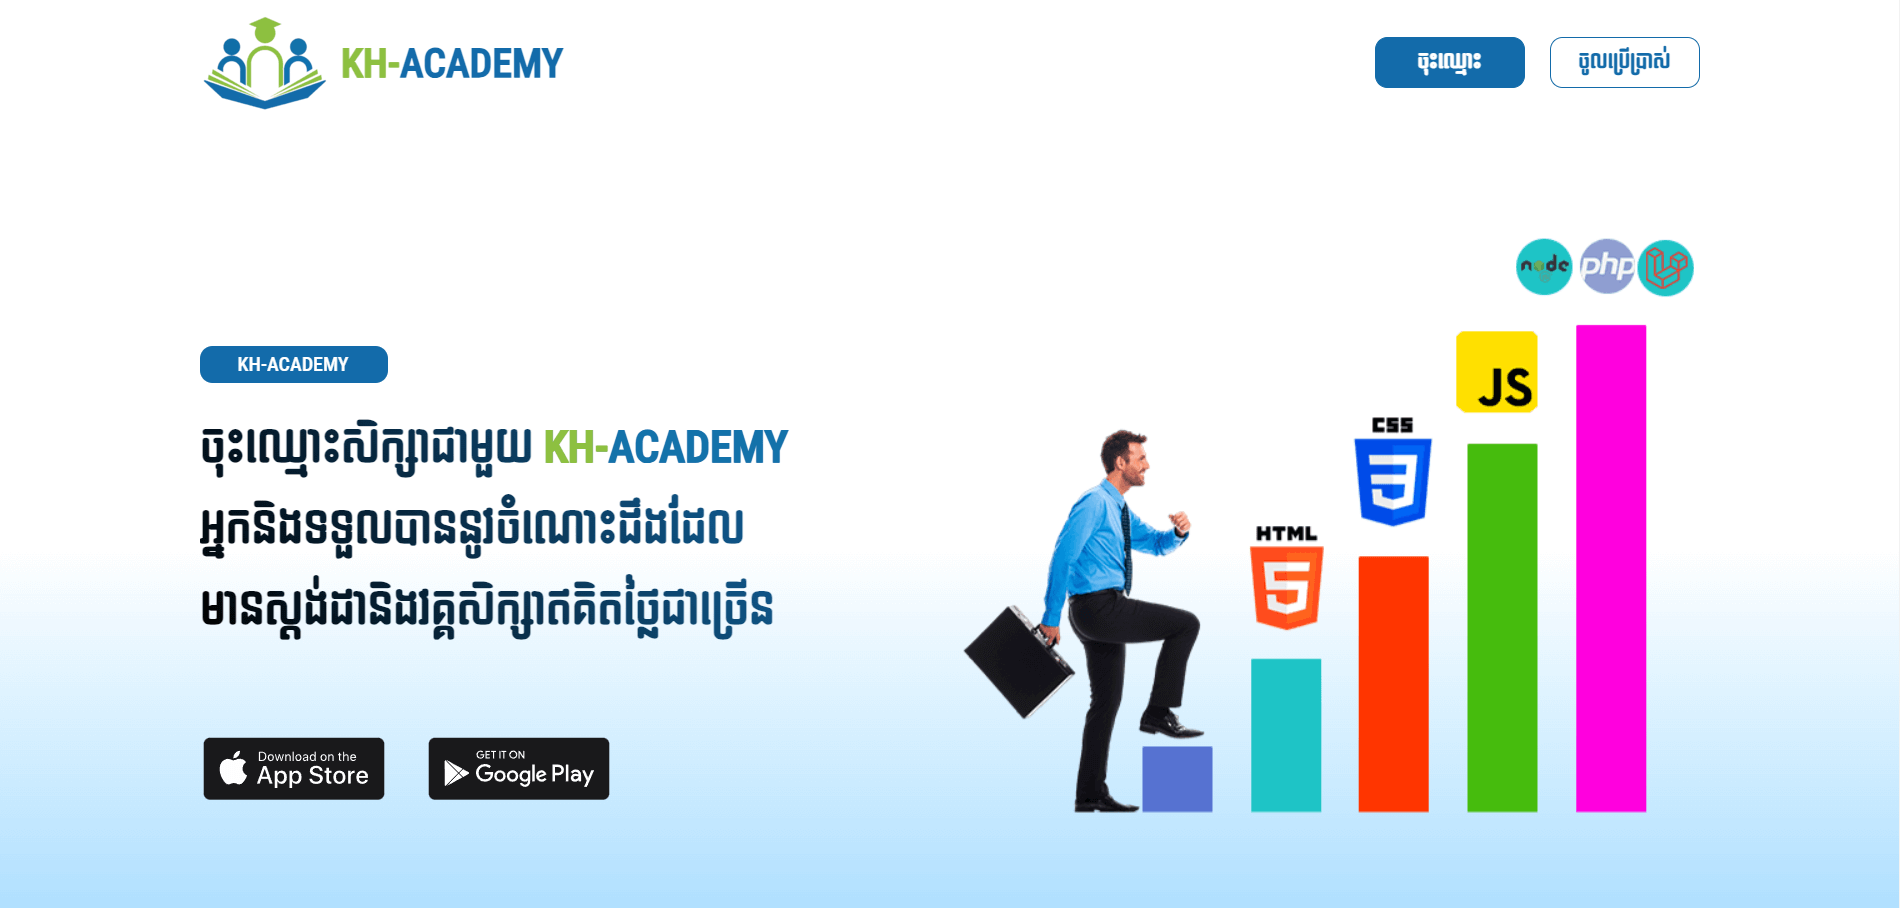 KH-ACADEMY
ចុះឈ្មោះ
ចូលប្រើប្រាស់
node
php
JS
KH-ACADEMY
CSS
3
ចុះឈ្មោះសិក្សាជាមួយ KH-ACADEMY
អ្នកនិងទទួលបាននូវចំណេោះដឹងដែល
HTML
5
មានស្តង់ដានិងវគ្គសិក្សាឥតគិតថ្លៃជាច្រើន
Download on the
App Store
GET IT ON
Google Play